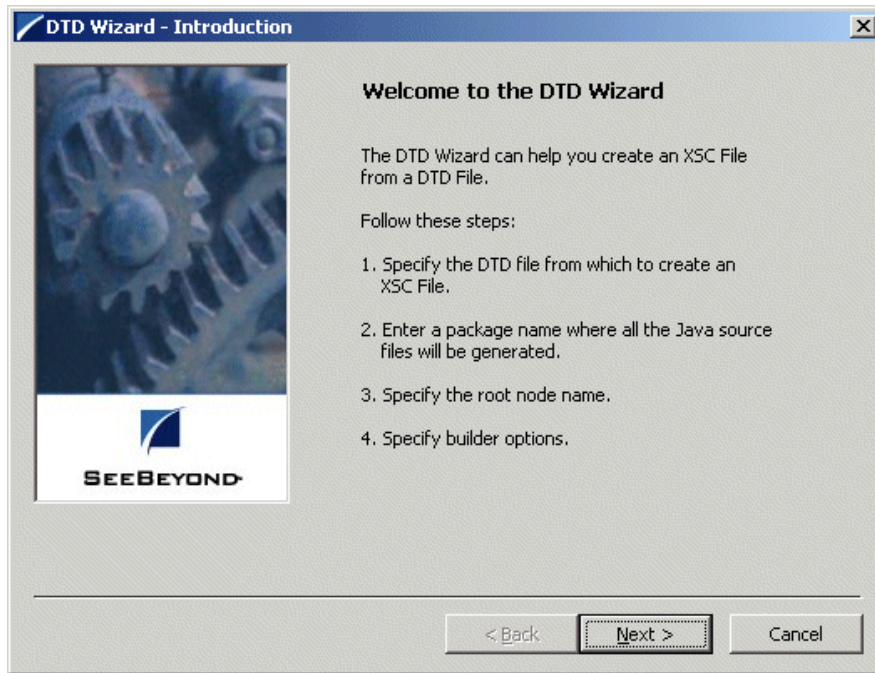 DTD Wizard - Introduction
Welcome to the DTD Wizard
The DTD Wizard can help you create an XSC File
from a DTD File.
Follow these steps:
1. Specify the DTD file from which to create an
XSC File.
2. Enter a package name where all the Java source
files will be generated.
3. Specify the root node name.
4. Specify builder options.
SEEBEYOND
< Back
Next >
Cancel